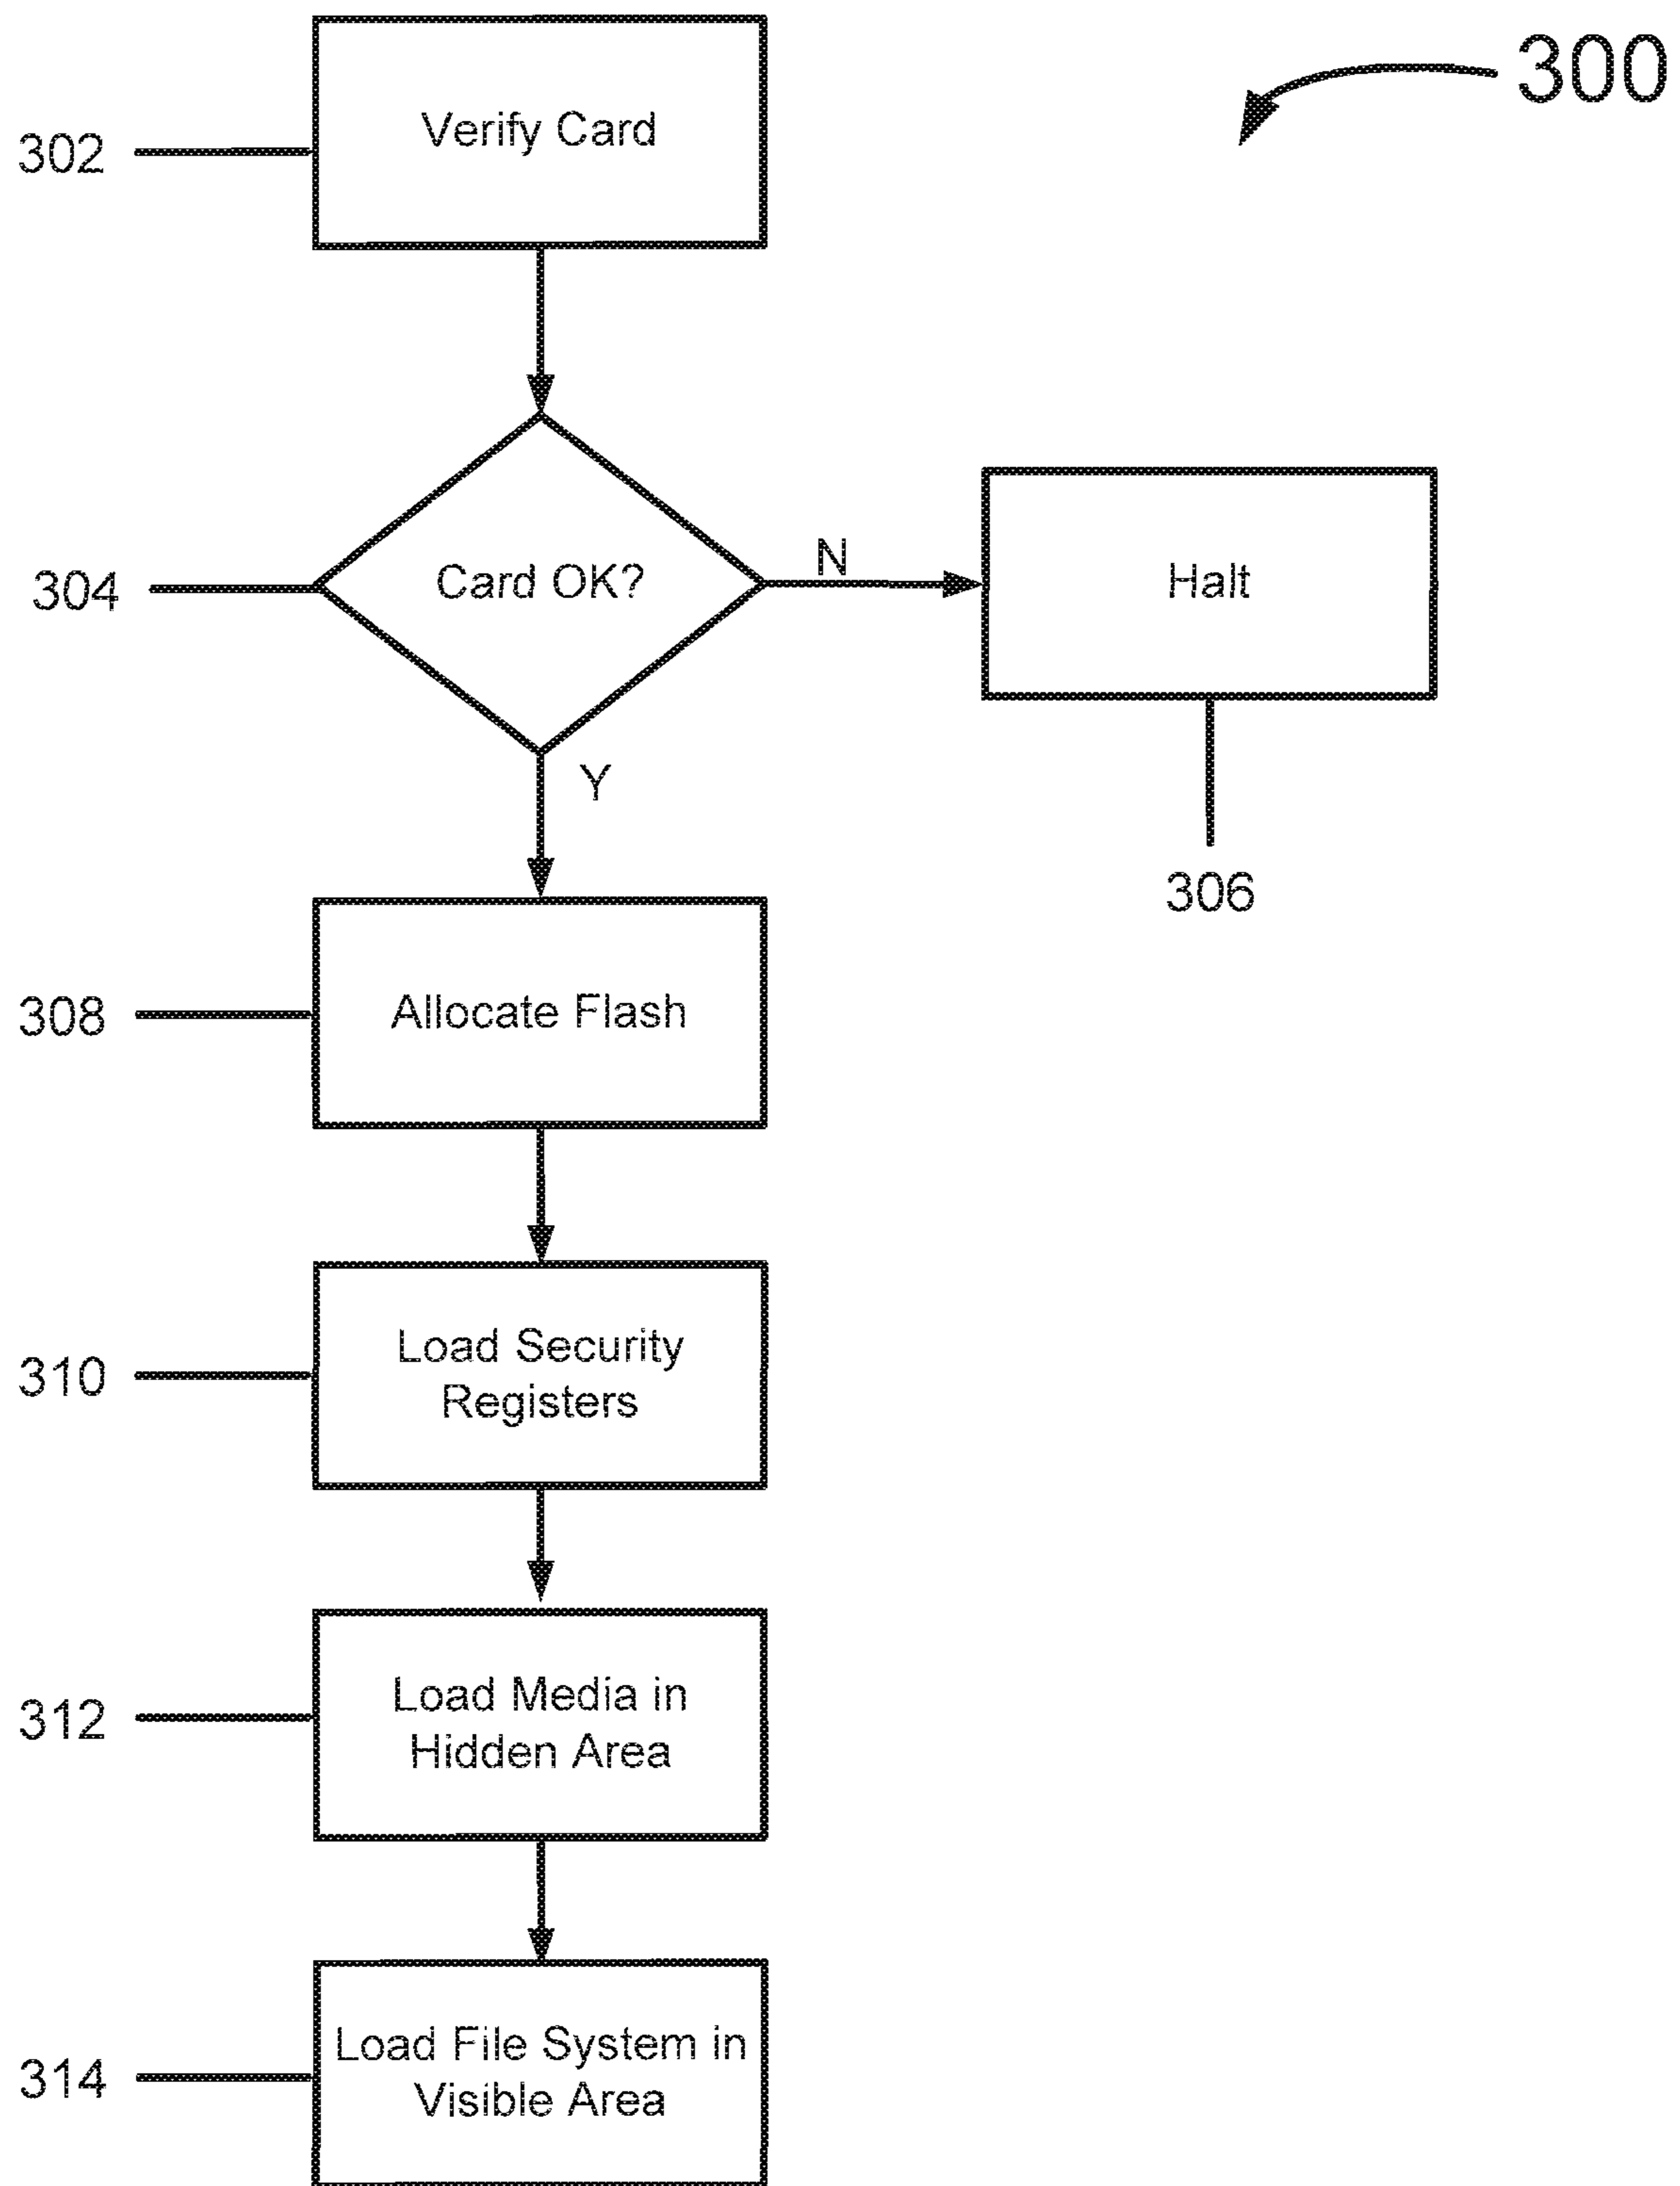 300
302
Verify Card
304
Card OK?
N
Halt
306
Y
308
Allocate Flash
310
Load Security
Registers
312
Load Media in
Hidden Area
314
Load File System in
Visible Area